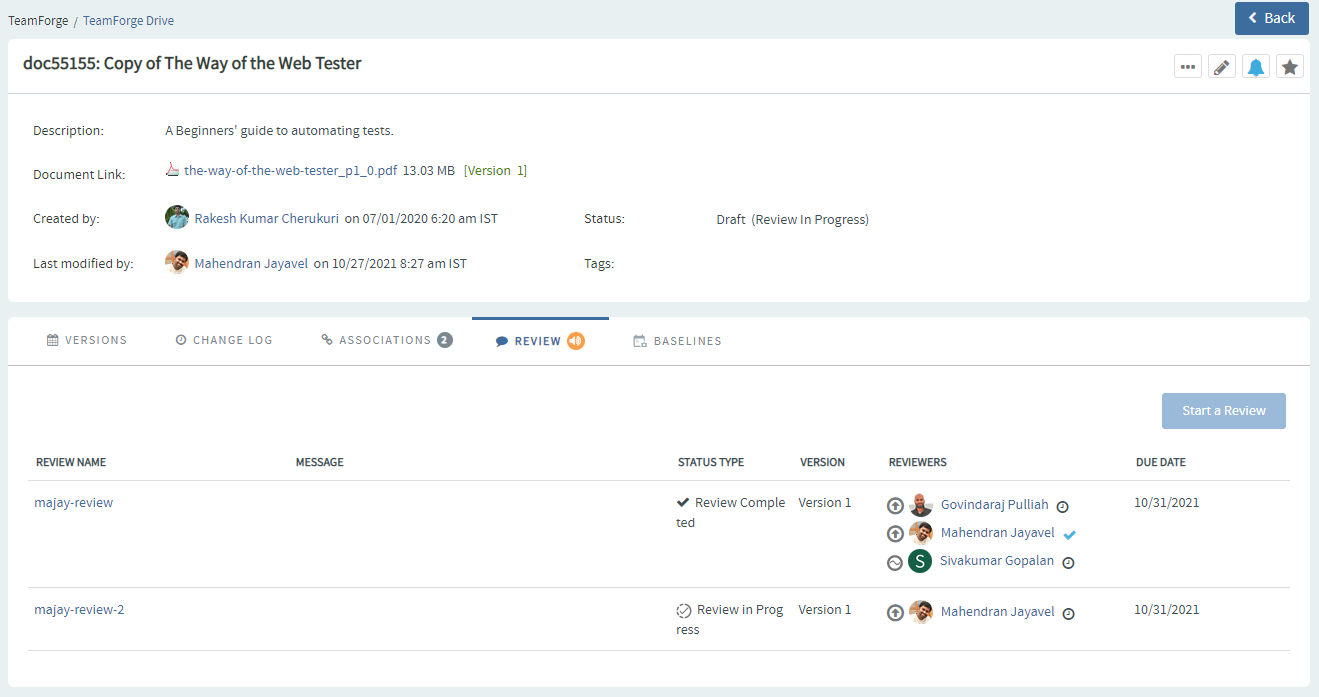 TeamForge / TeamForge Drive
Back
doc55155: Copy of The Way of the Web Tester
Description: A Beginners' guide to automating tests.
Document Link: the-way-of-the-web-tester_p1_0.pdf 13.03 MB [Version 1]
Created by: Rakesh Kumar Cherukuri on 07/01/2020 6:20 am IST Status: Draft (Review In Progress)
Last modified by: Mahendran Jayavel on 10/27/2021 8:27 am IST Tags:
VERSIONS CHANGE LOG ASSOCIATIONS 2 REVIEW BASELINES
Start a Review
REVIEW NAME MESSAGE STATUS TYPE VERSION REVIEWERS DUE DATE
majay-review Review Comple Version 1 Govindaraj Pulliah 10/31/2021
ted
Mahendran Jayavel
S Sivakumar Gopalan
majay-review-2 Review in Prog Version 1 Mahendran Jayavel 10/31/2021
ress